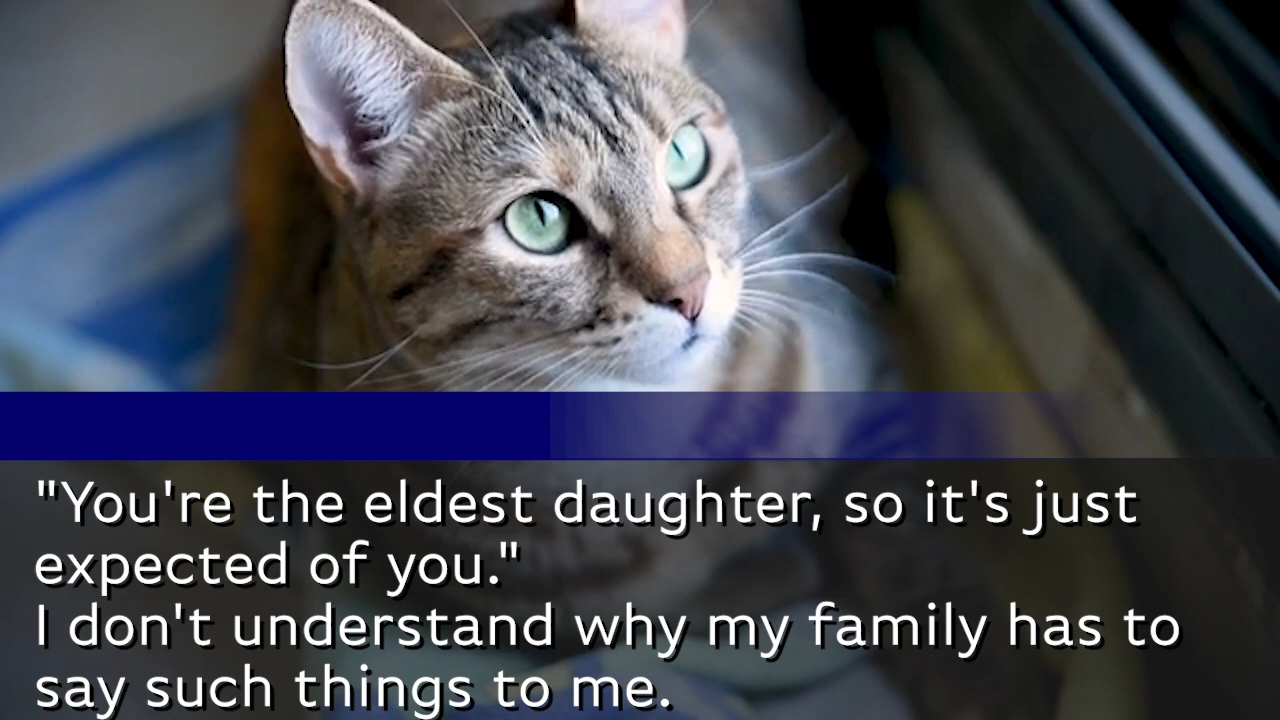 "You're the eldest daughter, so it's just
expected of you."
I don't understand why my family has to
say such things to me.